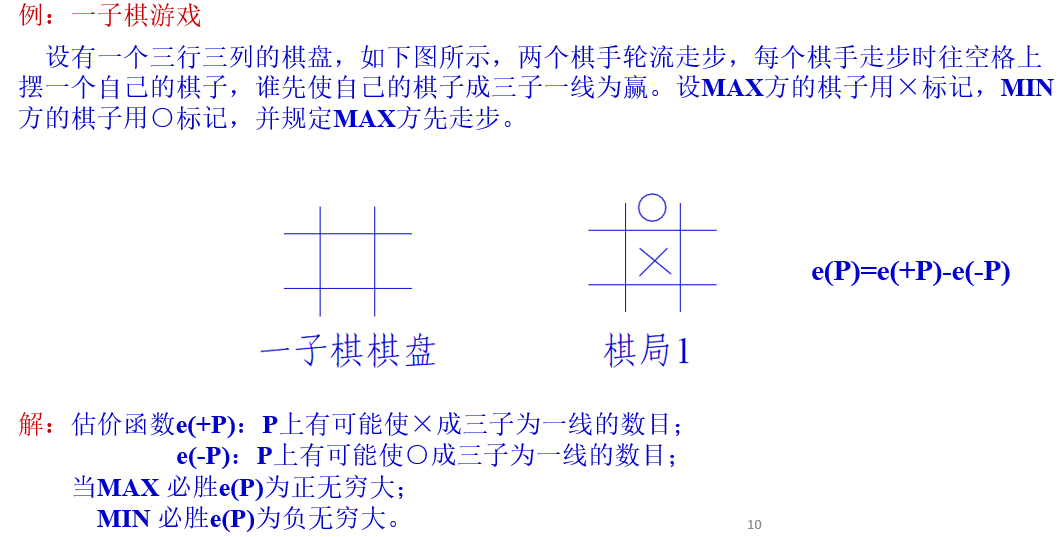 例：一子棋游戏
设有一个三行三列的棋盘，如下图所示，两个棋手轮流走步，每个棋手走步时往空格上
摆一个自己的棋子，谁先使自己的棋子成三子一线为赢。设MAX方的棋子用×标记，MIN
方的棋子用〇标记，并规定MAX方先走步。
e(P)=e(+P)-e(-P)
一子棋棋盘
棋局1
解：估价函数e(+P)：P上有可能使×成三子为一线的数目；
e(-P)：P上有可能使〇成三子为一线的数目；
当MAX 必胜e(P)为正无穷大；
MIN 必胜e(P)为负无穷大。
10